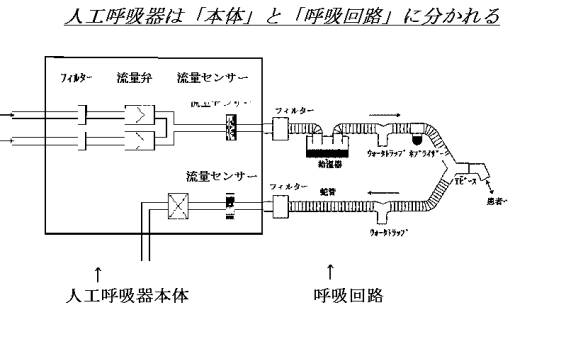 人工呼吸器は「本体」と「呼吸回路」に分かれる
フィルター 流量弁 流量センサー
フィルター
加湿器
ウォータトラップ
ネブライザー
Yピース
患者へ
流量センサー
フィルター
蛇管
ウォータトラップ
↑ ↑
人工呼吸器本体 呼吸回路